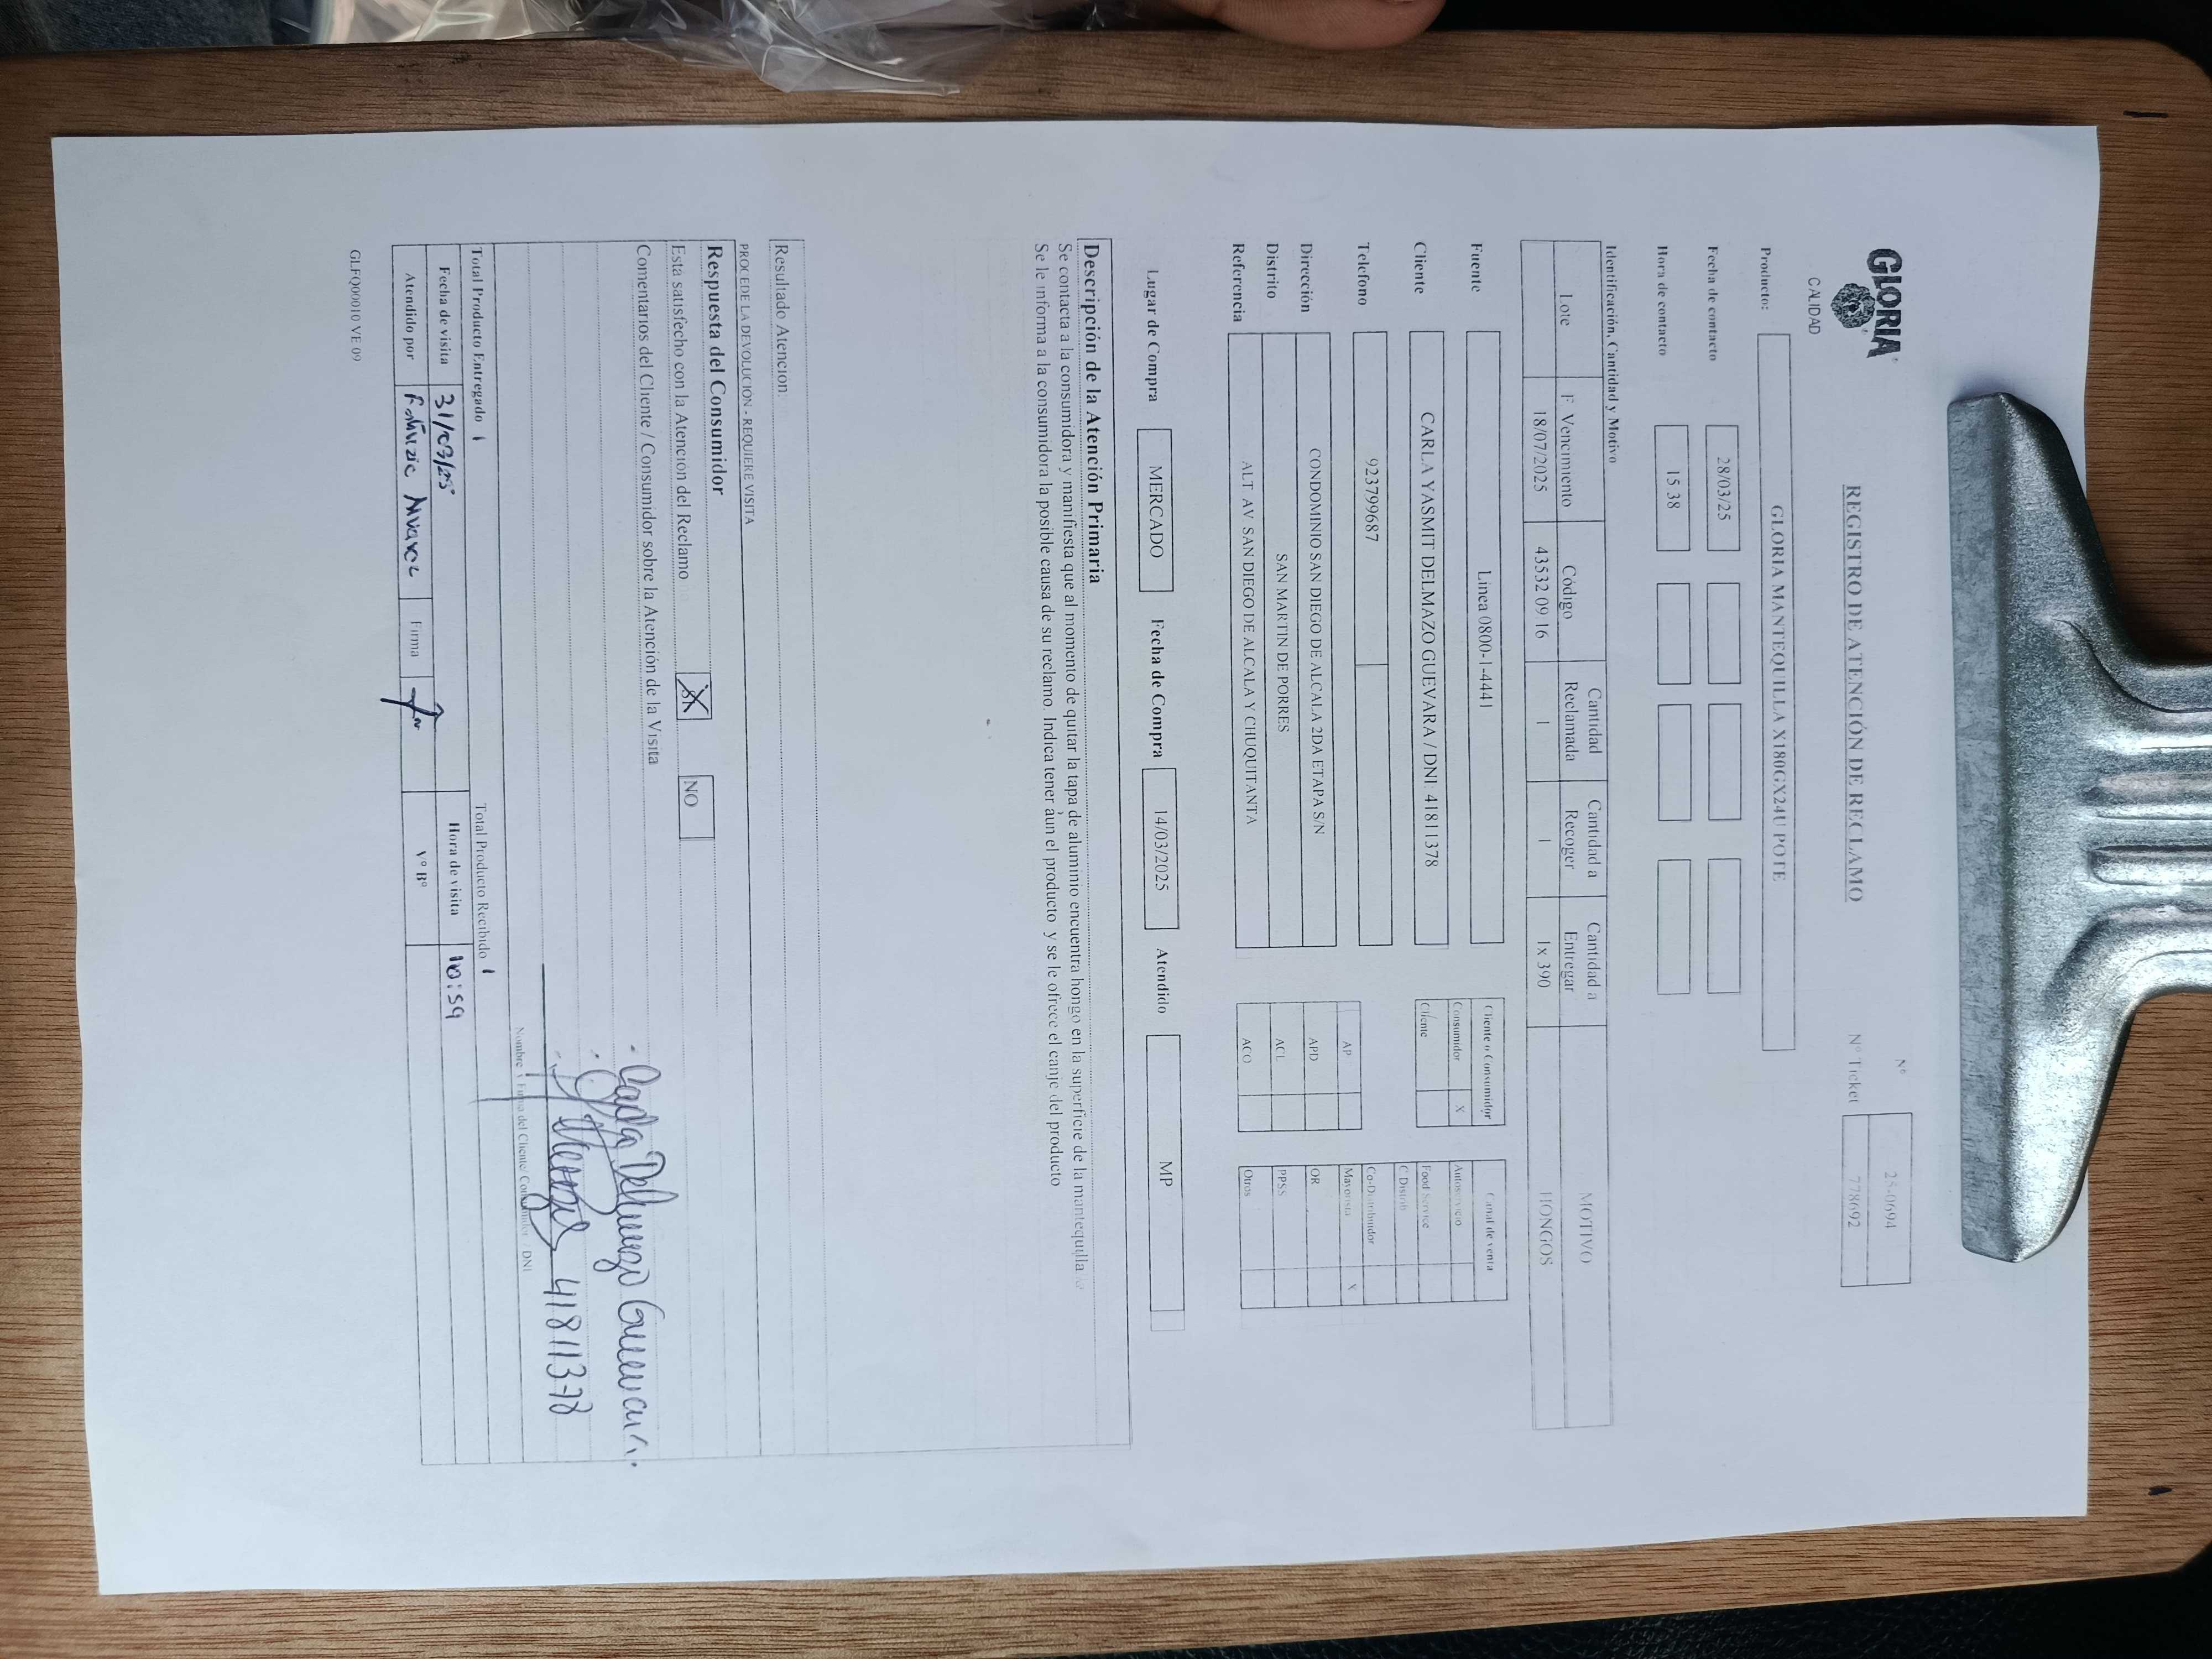 GLORIA
CALIDAD
REGISTRO DE ATENCIÓN DE RECLAMO
Nº 25-0694
Nº Ticket 778692
Producto: GLORIA MANTEQUILLA X180GX24U POTE
Fecha de contacto 28/03/25
Hora de contacto 15 38
Identificación, Cantidad y Motivo
Lote F Vencimiento Código Cantidad Reclamada Cantidad a Recoger Cantidad a Entregar MOTIVO
18/07/2025 43532 09 16 1 1 1x 390 HONGOS
Fuente Linea 0800-1-4441
Cliente CARLA YASMIT DELMAZO GUEVARA / DNI: 41811378
Telefono 923799687
Dirección CONDOMINIO SAN DIEGO DE ALCALA 2DA ETAPA S/N
Distrito SAN MARTIN DE PORRES
Referencia ALT AV SAN DIEGO DE ALCALA Y CHUQUITANTA
Cliente o Consumidor
Consumidor X
Cliente
AP
APD
ACL
ACO
Canal de venta
Autoservicio
Food Service
C Distrib
Co-Distribuidor
Mayorista X
OR
PPSS
Otros
Lugar de Compra MERCADO Fecha de Compra 14/03/2025 Atendido MP
Descripción de la Atención Primaria
Se contacta a la consumidora y manifiesta que al momento de quitar la tapa de aluminio encuentra hongo en la superficie de la mantequilla
Se le informa a la consumidora la posible causa de su reclamo. Indica tener àun el producto y se le ofrece el canje del producto
Resultado Atencion:
PROCEDE LA DEVOLUCION - REQUIERE VISITA
Respuesta del Consumidor
Esta satisfecho con la Atención del Reclamo SI NO
Comentarios del Cliente / Consumidor sobre la Atención de la Visita
Delmazo Guevara
41811378
Nombre y Firma del Cliente/ Consumidor / DNI
Total Producto Entregado 1 Total Producto Recibido 1
Fecha de visita 31/03/25 Hora de visita 10:59
Atendido por Firma Vº Bº
GLFQ0010 VE 09